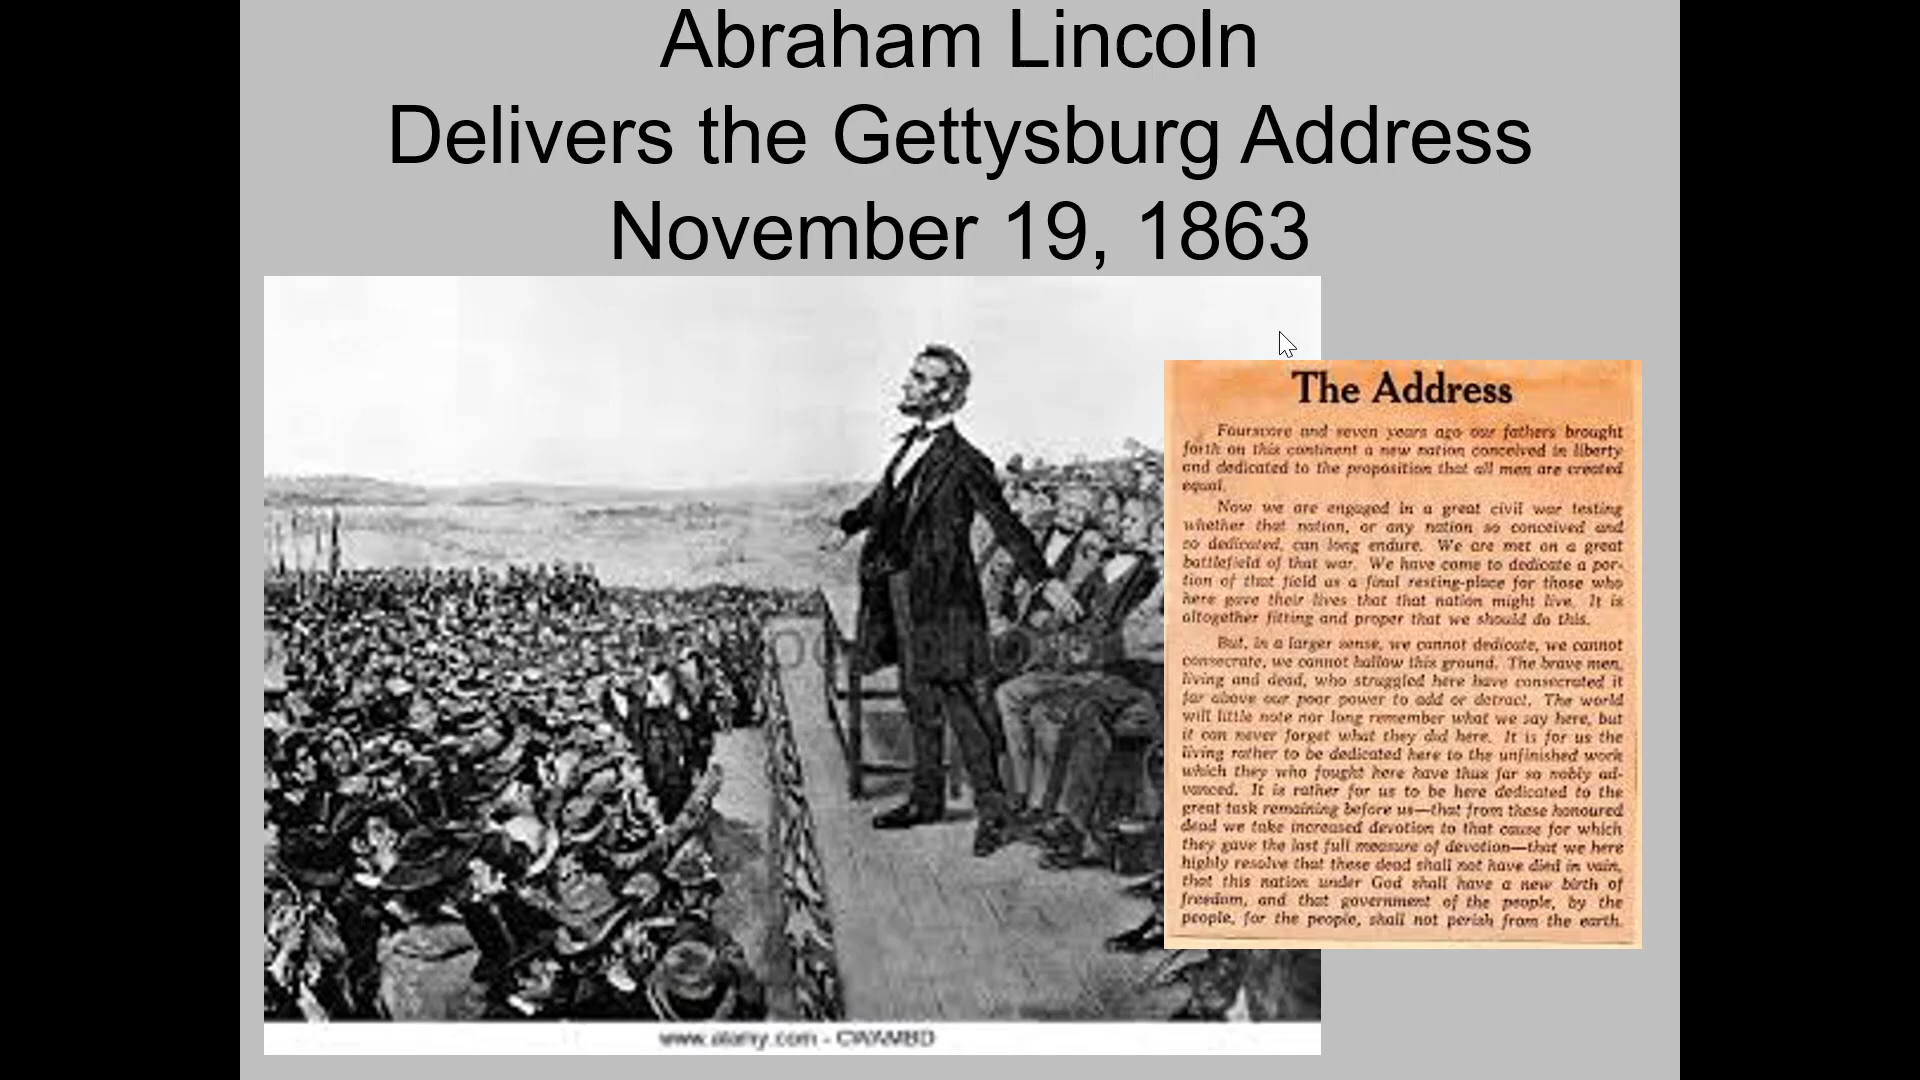 Abraham Lincoln
Delivers the Gettysburg Address
November 19, 1863
The Address
Fourscore and seven years ago our fathers brought
forth on this continent a new nation conceived in liberty
and dedicated to the proposition that all men are created
equal.
Now we are engaged in a great civil war testing
whether that nation, or any nation so conceived and
so dedicated, can long endure. We are met on a great
battlefield of that war. We have come to dedicate a por-
tion of that field as a final resting-place for those who
here gave their lives that that nation might live. It is
altogether fitting and proper that we should do this.
But, in a larger sense, we cannot dedicate, we cannot
consecrate, we cannot hallow this ground. The brave men,
living and dead, who struggled here have consecrated it
far above our poor power to add or detract. The world
will little note nor long remember what we say here, but
it can never forget what they did here. It is for us the
living rather to be dedicated here to the unfinished work
which they who fought here have thus far so nobly ad-
vanced. It is rather for us to be here dedicated to the
great task remaining before us—that from these honoured
dead we take increased devotion to that cause for which
they gave the last full measure of devotion—that we here
highly resolve that these dead shall not have died in vain,
that this nation under God shall have a new birth of
freedom, and that government of the people, by the
people, for the people, shall not perish from the earth.
www.alamy.com -